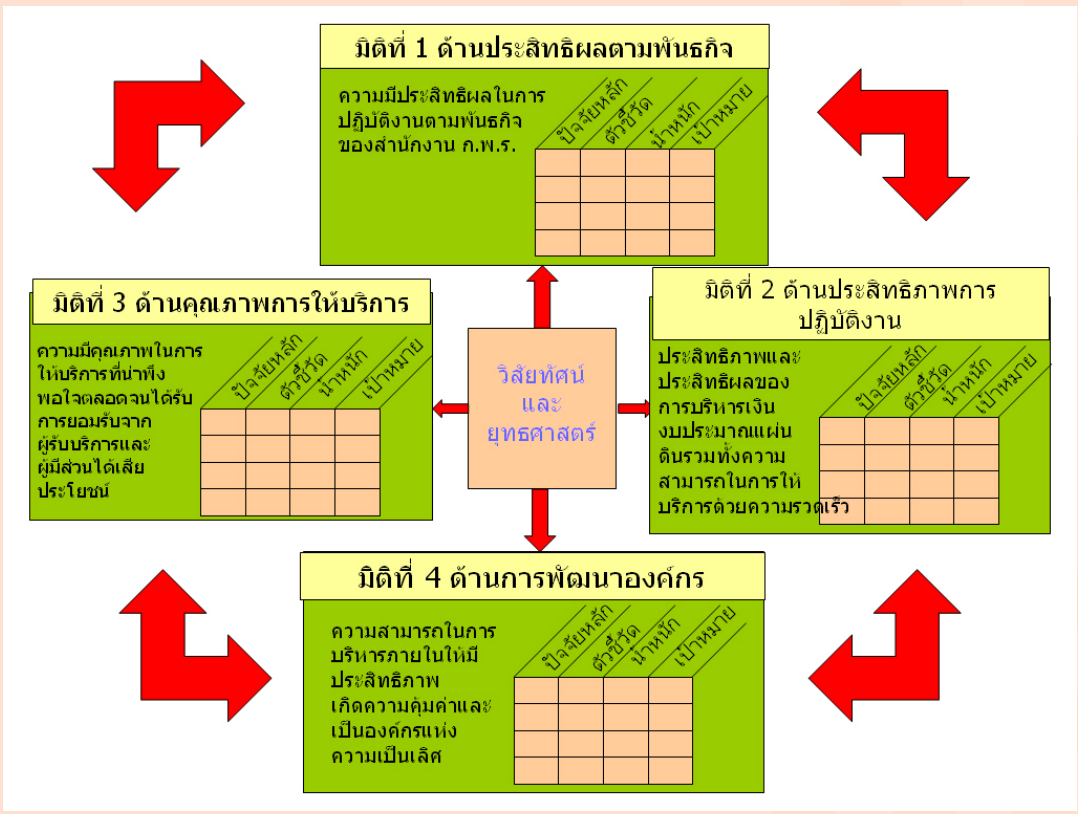 มิติที่ 1 ด้านประสิทธิผลตามพันธกิจ
ความมีประสิทธิผลในการ
ปฏิบัติงานตามพันธกิจ
ของสำนักงาน ก.พ.ร.
ปัจจัยหลัก
ตัวชี้วัด
น้ำหนัก
เป้าหมาย
มิติที่ 3 ด้านคุณภาพการให้บริการ
ความมีคุณภาพในการ
ให้บริการที่น่าพึง
พอใจตลอดจนได้รับ
การยอมรับจาก
ผู้รับบริการและ
ผู้มีส่วนได้เสีย
ประโยชน์
ปัจจัยหลัก
ตัวชี้วัด
น้ำหนัก
เป้าหมาย
วิสัยทัศน์
และ
ยุทธศาสตร์
มิติที่ 2 ด้านประสิทธิภาพการ
ปฏิบัติงาน
ประสิทธิภาพและ
ประสิทธิผลของ
การบริหารเงิน
งบประมาณแผ่น
ดินรวมทั้งความ
สามารถในการให้
บริการด้วยความรวดเร็ว
ปัจจัยหลัก
ตัวชี้วัด
น้ำหนัก
เป้าหมาย
มิติที่ 4 ด้านการพัฒนาองค์กร
ความสามารถในการ
บริหารภายในให้มี
ประสิทธิภาพ
เกิดความคุ้มค่าและ
เป็นองค์กรแห่ง
ความเป็นเลิศ
ปัจจัยหลัก
ตัวชี้วัด
น้ำหนัก
เป้าหมาย